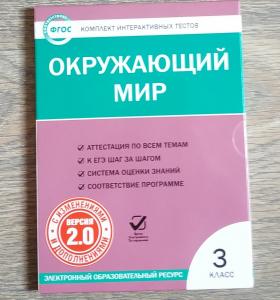 ФГОС
КОМПЛЕКТ ИНТЕРАКТИВНЫХ ТЕСТОВ
ОКРУЖАЮЩИЙ
МИР
✓ АТТЕСТАЦИЯ ПО ВСЕМ ТЕМАМ
✓ К ЕГЭ ШАГ ЗА ШАГОМ
✓ СИСТЕМА ОЦЕНКИ ЗНАНИЙ
✓ СООТВЕТСТВИЕ ПРОГРАММЕ
С ИЗМЕНЕНИЯМИ
ВЕРСИЯ
2.0
И ДОПОЛНЕНИЯМИ
3 КЛАСС
ЭЛЕКТРОННЫЙ ОБРАЗОВАТЕЛЬНЫЙ РЕСУРС